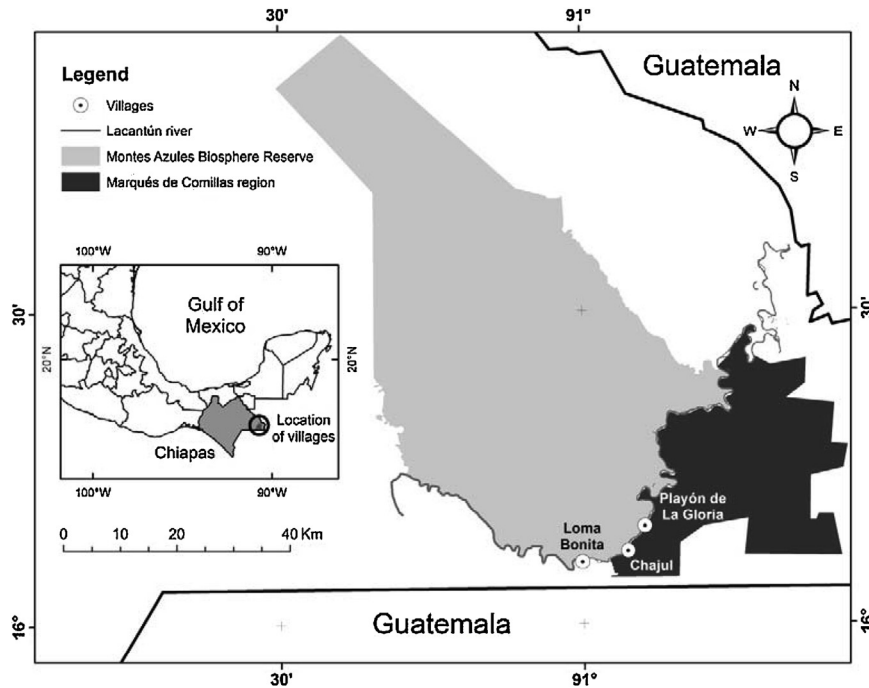 30' 91°
Legend
Villages
Lacantún river
Montes Azules Biosphere Reserve
Marqués de Comillas region
Guatemala
N
W E
S
100°W 90°W
Gulf of
Mexico
20°N 20°N
Location
of villages
Chiapas
100°W 90°W
0 10 20 40 Km
30' 30'
Playón de
La Gloria
Loma
Bonita
Chajul
Guatemala
16° 16°
30' 91°